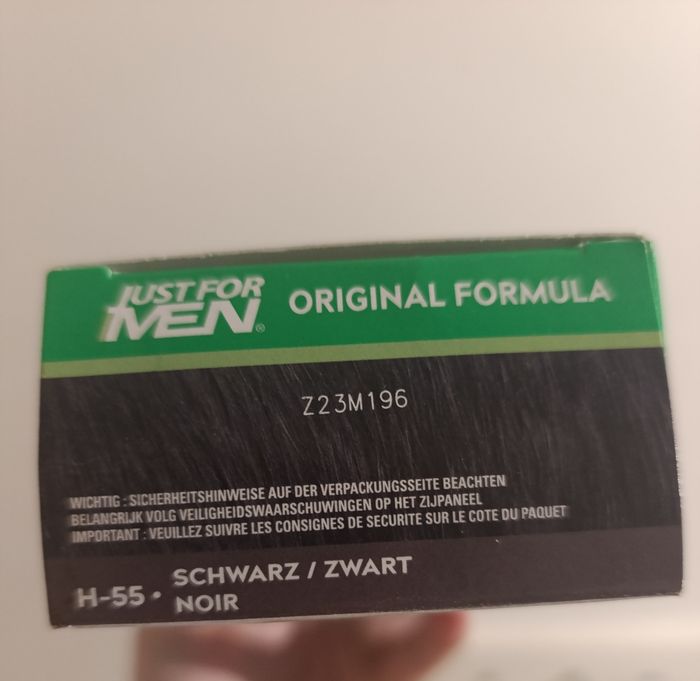 JUST FOR MEN® ORIGINAL FORMULA
Z23M196
WICHTIG : SICHERHEITSHINWEISE AUF DER VERPACKUNGSSEITE BEACHTEN
BELANGRIJK VOLG VEILIGHEIDSWAARSCHUWINGEN OP HET ZIJPANEEL
IMPORTANT : VEUILLEZ SUIVRE LES CONSIGNES DE SECURITE SUR LE COTE DU PAQUET
H-55 • SCHWARZ / ZWART
NOIR